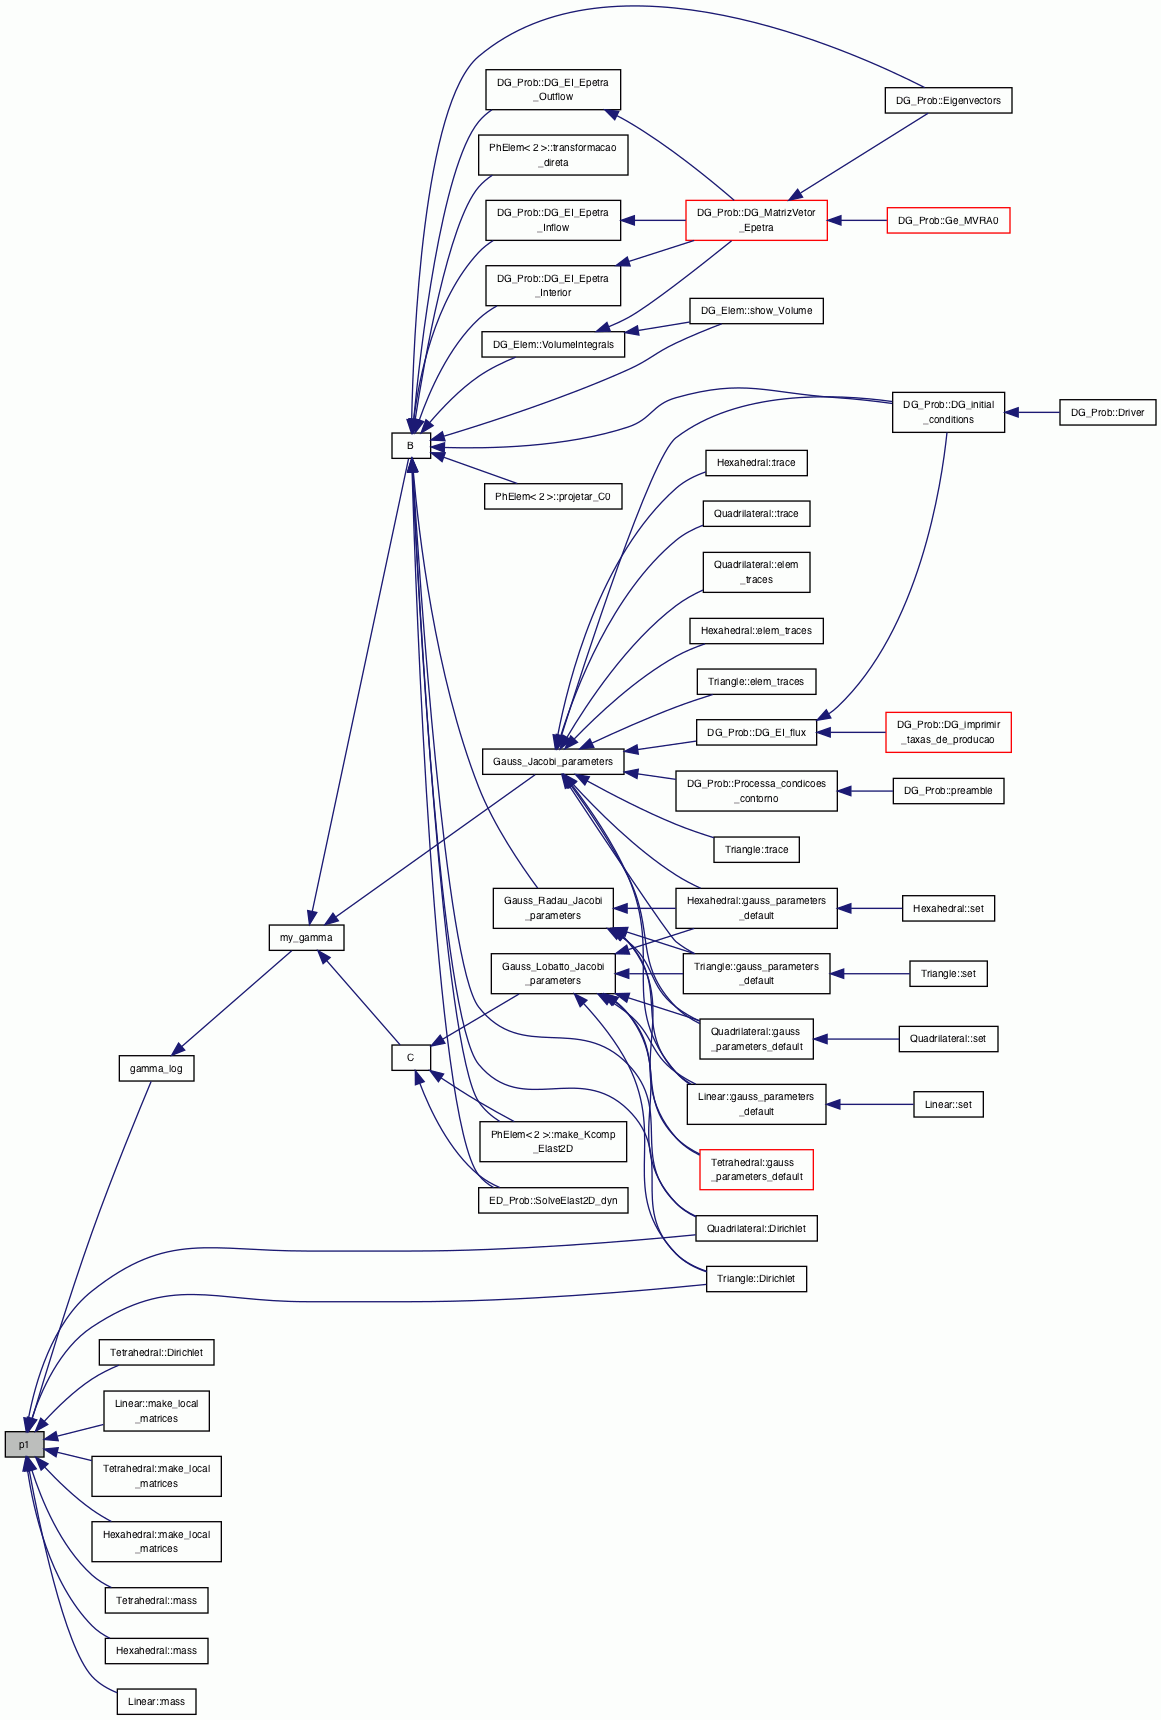 DG_Prob::DG_EI_Epetra
_Outflow
DG_Prob::Eigenvectors
PhElem< 2 >::transformacao
_direta
DG_Prob::DG_EI_Epetra
_Inflow
DG_Prob::DG_MatrizVetor
_Epetra
DG_Prob::Ge_MVRA0
DG_Prob::DG_EI_Epetra
_Interior
DG_Elem::show_Volume
DG_Elem::VolumeIntegrals
DG_Prob::DG_initial
_conditions
DG_Prob::Driver
B
Hexahedral::trace
PhElem< 2 >::projetar_C0
Quadrilateral::trace
Quadrilateral::elem
_traces
Hexahedral::elem_traces
Triangle::elem_traces
DG_Prob::DG_EI_flux
DG_Prob::DG_imprimir
_taxas_de_producao
Gauss_Jacobi_parameters
DG_Prob::Processa_condicoes
_contorno
DG_Prob::preamble
Triangle::trace
Gauss_Radau_Jacobi
_parameters
Hexahedral::gauss_parameters
_default
Hexahedral::set
my_gamma
Gauss_Lobatto_Jacobi
_parameters
Triangle::gauss_parameters
_default
Triangle::set
Quadrilateral::gauss
_parameters_default
Quadrilateral::set
C
gamma_log
Linear::gauss_parameters
_default
Linear::set
PhElem< 2 >::make_Kcomp
_Elast2D
Tetrahedral::gauss
_parameters_default
ED_Prob::SolveElast2D_dyn
Quadrilateral::Dirichlet
Triangle::Dirichlet
Tetrahedral::Dirichlet
Linear::make_local
_matrices
p1
Tetrahedral::make_local
_matrices
Hexahedral::make_local
_matrices
Tetrahedral::mass
Hexahedral::mass
Linear::mass